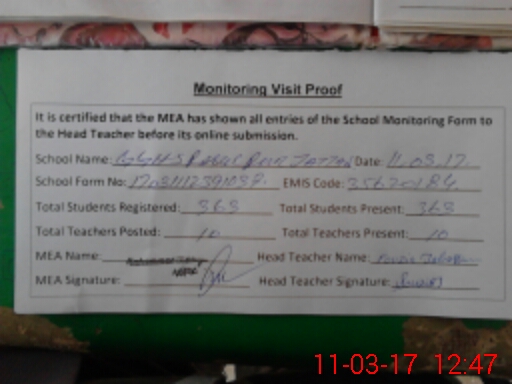 Monitoring Visit Proof
It is certified that the MEA has shown all entries of the School Monitoring Form to
the Head Teacher before its online submission.
School Name: Date: 11.03.17.
School Form No: EMIS Code: 35620184
Total Students Registered: 363 Total Students Present: 363
Total Teachers Posted: 10 Total Teachers Present: 10
MEA Name: Head Teacher Name:
MEA Signature: Head Teacher Signature:
11-03-17 12:47